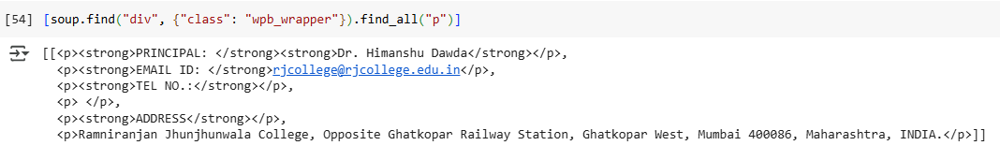 [54] [soup.find("div", {"class": "wpb_wrapper"}).find_all("p")]
[[<p><strong>PRINCIPAL: </strong><strong>Dr. Himanshu Dawda</strong></p>,
<p><strong>EMAIL ID: </strong>rjcollege@rjcollege.edu.in</p>,
<p><strong>TEL NO.:</strong></p>,
<p> </p>,
<p><strong>ADDRESS</strong></p>,
<p>Ramniranjan Jhunjhunwala College, Opposite Ghatkopar Railway Station, Ghatkopar West, Mumbai 400086, Maharashtra, INDIA.</p>]]